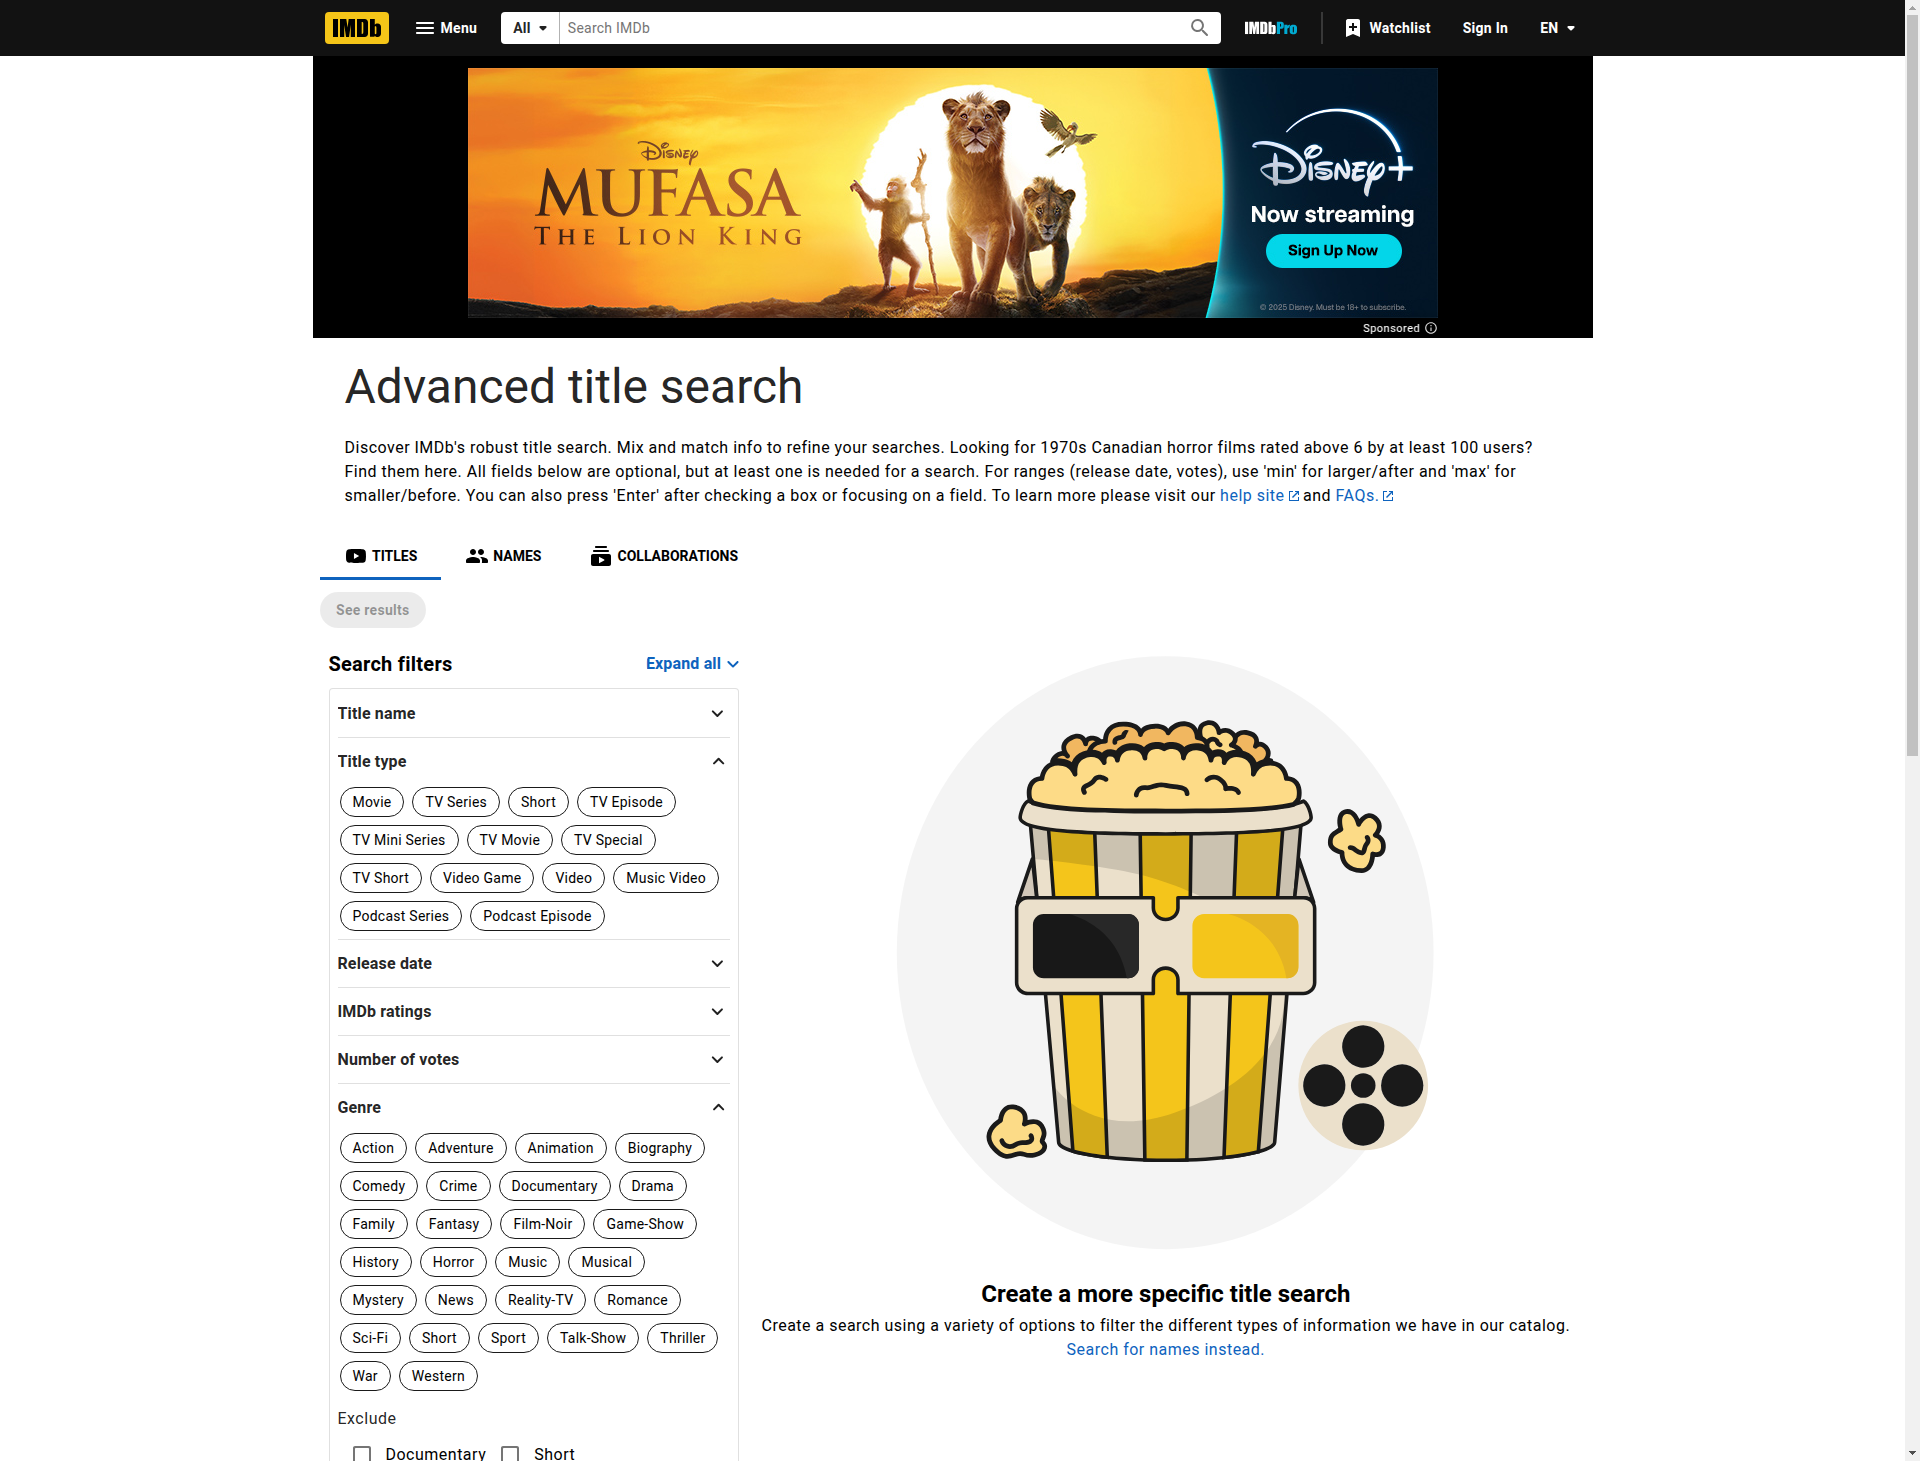 IMDb Menu All Search IMDb IMDbPro Watchlist Sign In EN
Disney
MUFASA
THE LION KING
Disney+
Now streaming
Sign Up Now
© 2025 Disney. Must be 18+ to subscribe.
Sponsored
Advanced title search
Discover IMDb's robust title search. Mix and match info to refine your searches. Looking for 1970s Canadian horror films rated above 6 by at least 100 users?
Find them here. All fields below are optional, but at least one is needed for a search. For ranges (release date, votes), use 'min' for larger/after and 'max' for
smaller/before. You can also press 'Enter' after checking a box or focusing on a field. To learn more please visit our help site and FAQs.
TITLES NAMES COLLABORATIONS
See results
Search filters Expand all
Title name
Title type
Movie TV Series Short TV Episode
TV Mini Series TV Movie TV Special
TV Short Video Game Video Music Video
Podcast Series Podcast Episode
Release date
IMDb ratings
Number of votes
Genre
Action Adventure Animation Biography
Comedy Crime Documentary Drama
Family Fantasy Film-Noir Game-Show
History Horror Music Musical
Mystery News Reality-TV Romance
Sci-Fi Short Sport Talk-Show Thriller
War Western
Exclude
Documentary Short
Create a more specific title search
Create a search using a variety of options to filter the different types of information we have in our catalog.
Search for names instead.